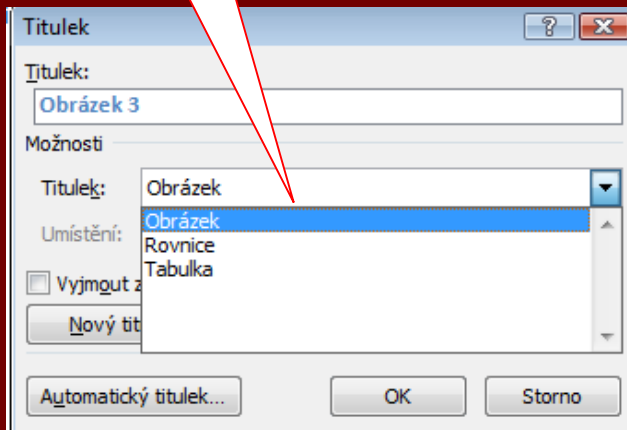 Titulek
Titulek:
Obrázek 3
Možnosti
Titulek: Obrázek
Obrázek
Umístění:
Rovnice
Tabulka
Vyjmout z
Nový tit
Automatický titulek... OK Storno